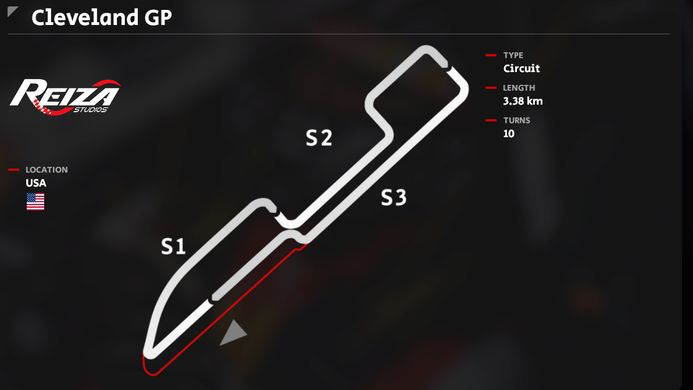 Cleveland GP
REIZA
STUDIOS
LOCATION
USA
S1
S2
S3
TYPE
Circuit
LENGTH
3.38 km
TURNS
10